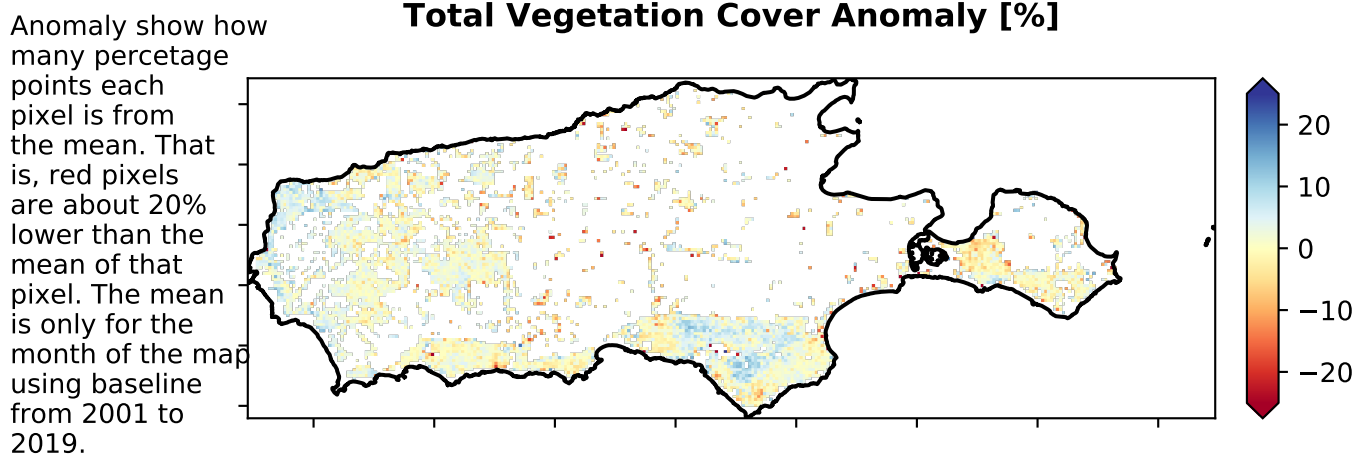 Total Vegetation Cover Anomaly [%]
Anomaly show how
many percetage
points each
pixel is from
the mean. That
is, red pixels
are about 20%
lower than the
mean of that
pixel. The mean
is only for the
month of the map
using baseline
from 2001 to
2019.
20
10
0
−10
−20